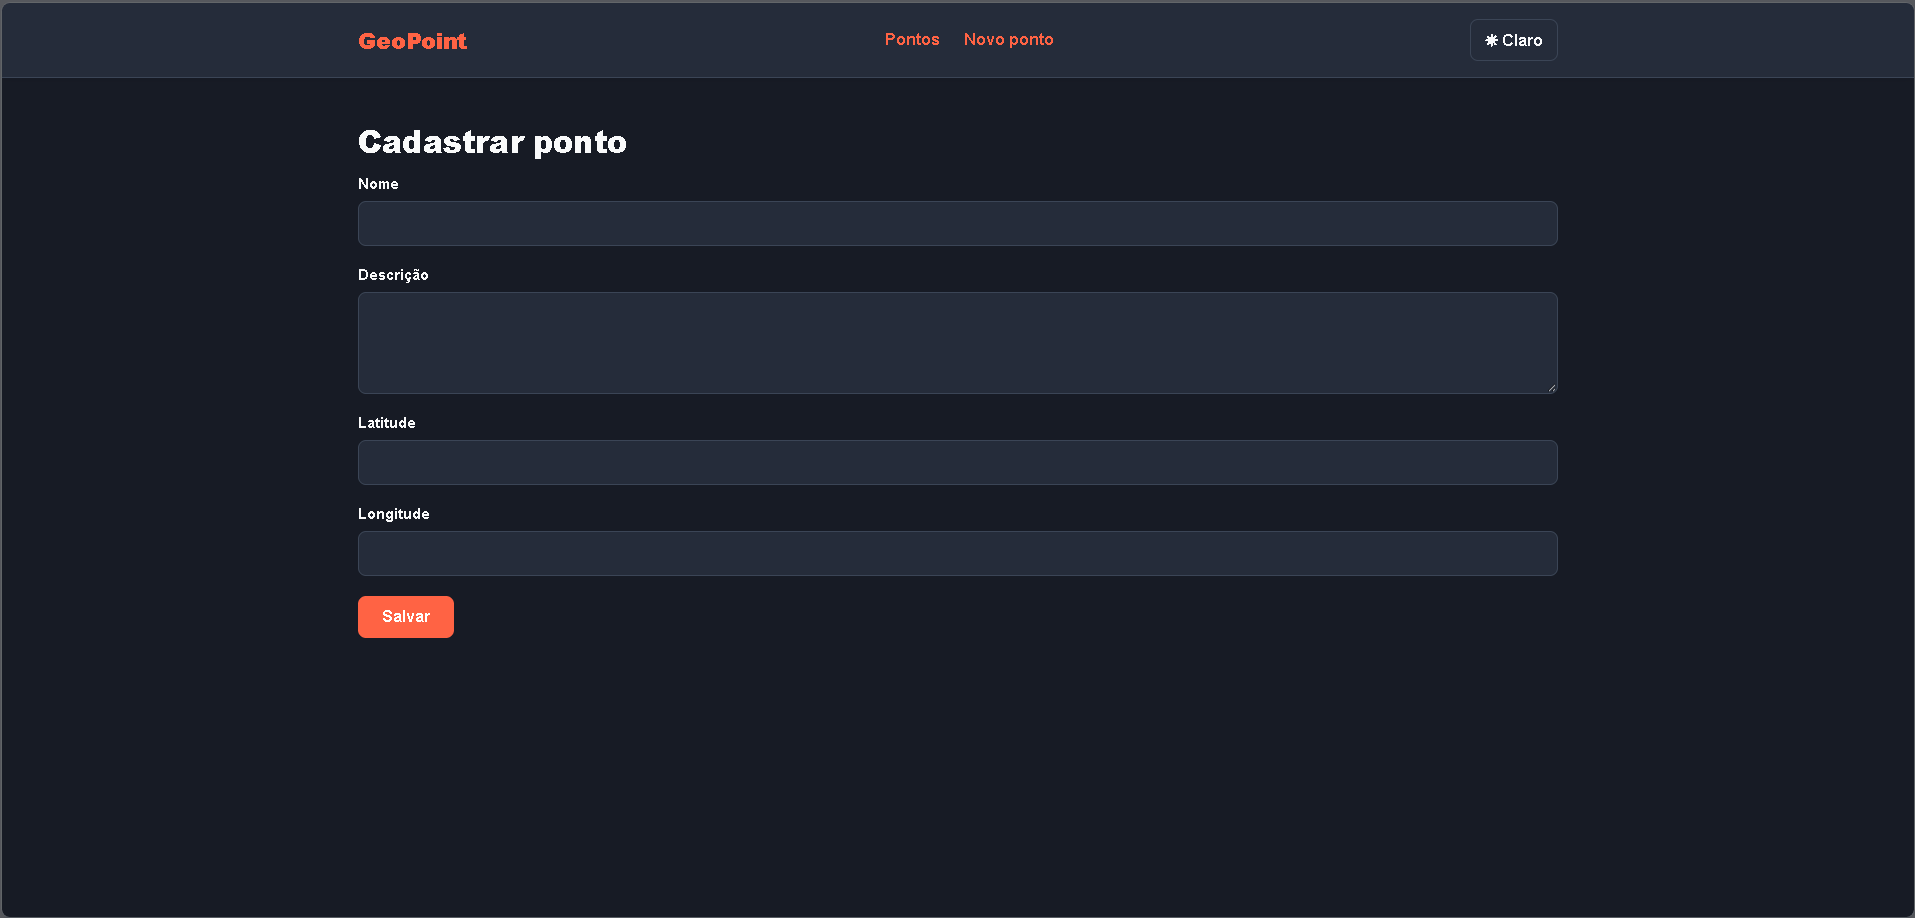 GeoPoint
Pontos
Novo ponto
☀ Claro
Cadastrar ponto
Nome
Descrição
Latitude
Longitude
Salvar